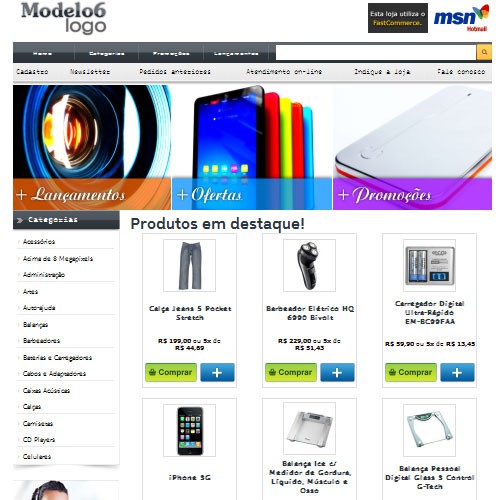 Modelo6
logo
Esta loja utiliza o
FastCommerce.
msn
Hotmail
Home Categorias Promoções Lançamentos
Cadastro Newsletter Pedidos anteriores Atendimento on-line Indique a loja Fale conosco
+ Lançamentos + Ofertas + Promoções
» Categorias
Acessórios
Acima de 8 Megapixels
Administração
Artes
Autoajuda
Balanças
Barbeadores
Baterias e Carregadores
Cabos e Adaptadores
Caixas Acústicas
Calças
Camisetas
CD Players
Celulares
Produtos em destaque!
Calça Jeans 5 Pocket
Stretch
R$ 199,00 ou 5x de
R$ 44,69
Comprar +
Barbeador Elétrico HQ
6990 Bivolt
R$ 229,00 ou 5x de
R$ 51,43
Comprar +
Carregador Digital
Ultra-Rápido
EM-BC99FAA
R$ 59,90 ou 5x de R$ 13,45
Comprar +
iPhone 3G
Balança Ice c/
Medidor de Gordura,
Líquido, Músculo e
Osso
Balança Pessoal
Digital Glass 5 Control
G-Tech